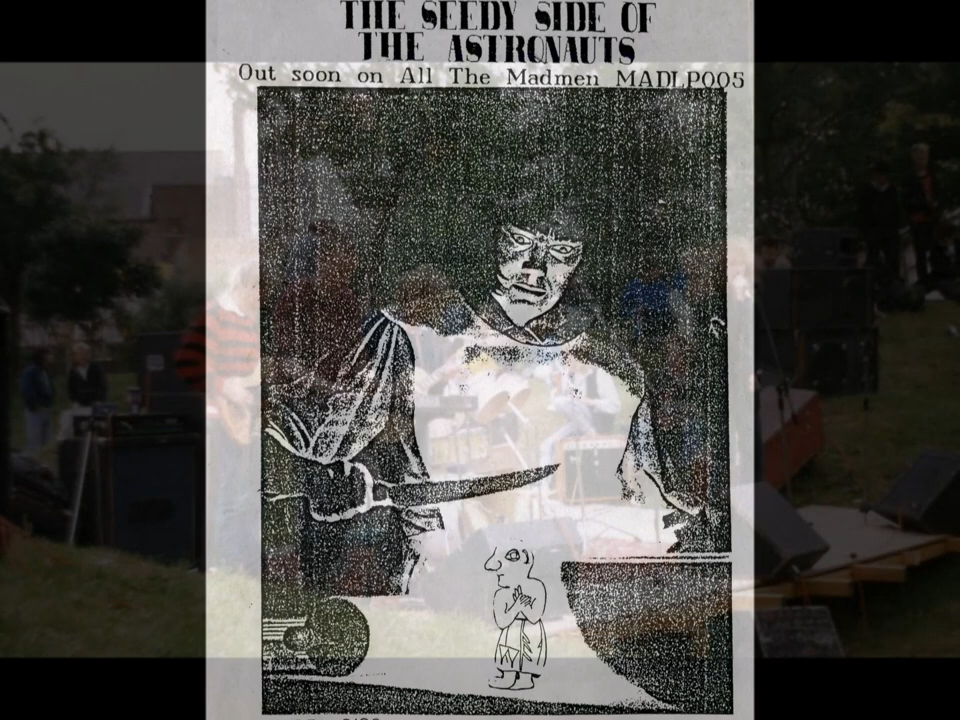 THE SEEDY SIDE OF
THE ASTRONAUTS
Out soon on All The Madmen MADLP005